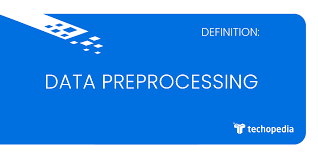 DEFINITION:
DATA PREPROCESSING
techopedia